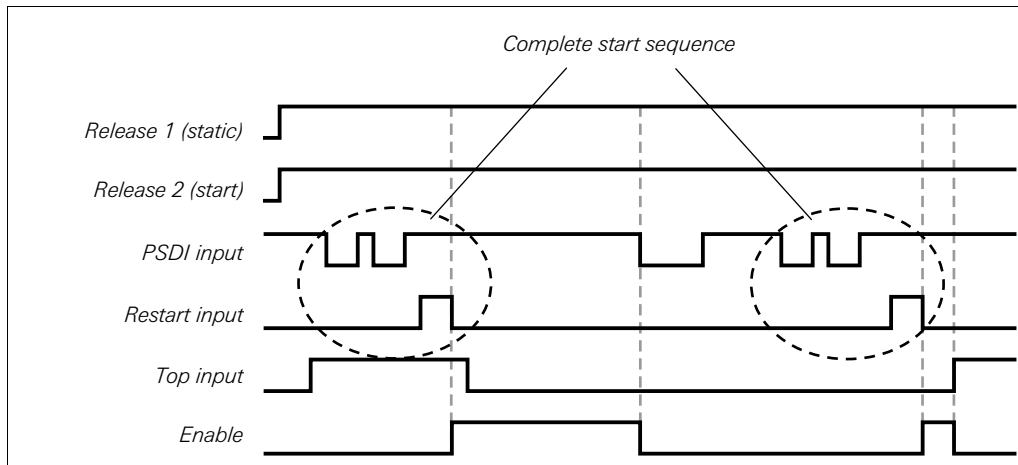 Complete start sequence
Release 1 (static)
Release 2 (start)
PSDI input
Restart input
Top input
Enable